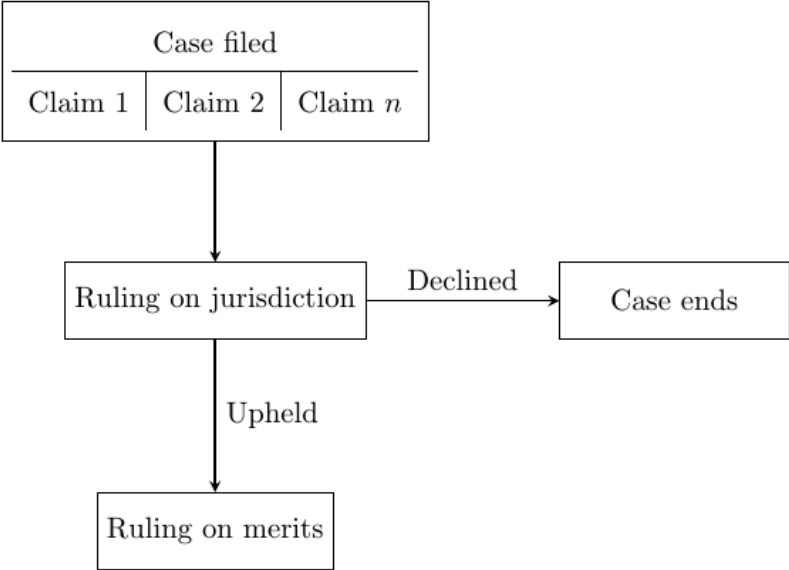 Case filed
Claim 1 Claim 2 Claim n
Declined
Ruling on jurisdiction
Case ends
Upheld
Ruling on merits